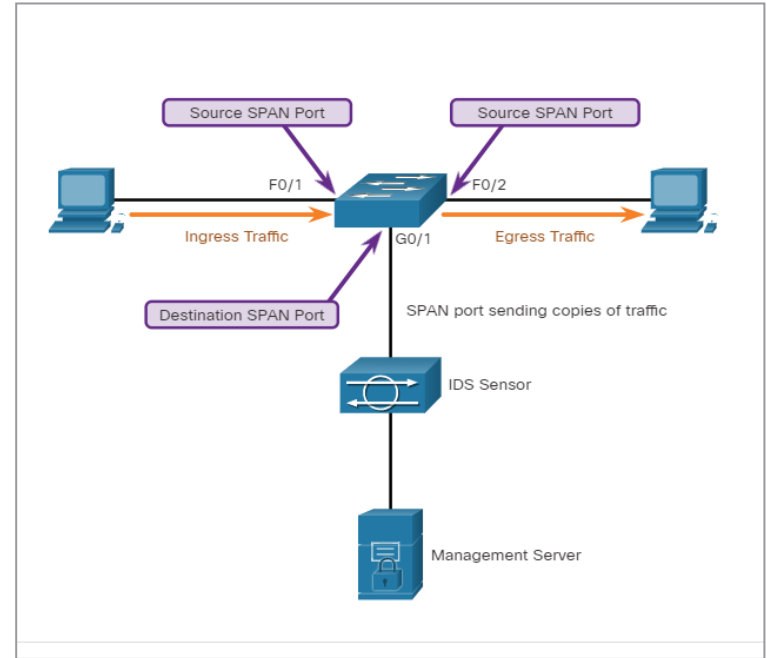 Source SPAN Port
Source SPAN Port
F0/1
F0/2
Ingress Traffic
G0/1
Egress Traffic
Destination SPAN Port
SPAN port sending copies of traffic
IDS Sensor
Management Server